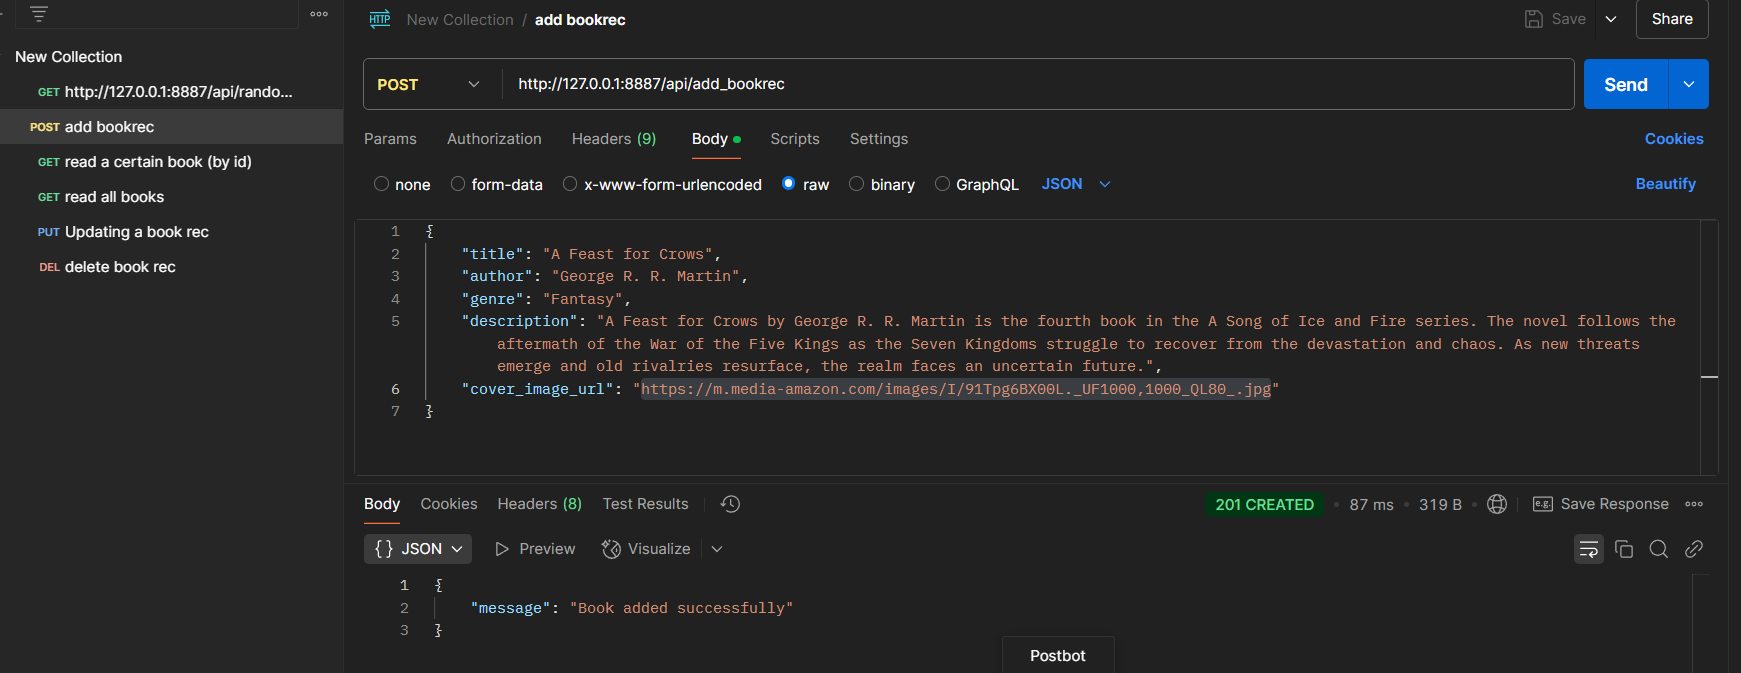 HTTP New Collection / add bookrec
Save
Share
New Collection
GET http://127.0.0.1:8887/api/rando...
POST add bookrec
GET read a certain book (by id)
GET read all books
PUT Updating a book rec
DEL delete book rec
POST http://127.0.0.1:8887/api/add_bookrec
Send
Params Authorization Headers (9) Body Scripts Settings Cookies
none form-data x-www-form-urlencoded raw binary GraphQL JSON Beautify
1 {
2 "title": "A Feast for Crows",
3 "author": "George R. R. Martin",
4 "genre": "Fantasy",
5 "description": "A Feast for Crows by George R. R. Martin is the fourth book in the A Song of Ice and Fire series. The novel follows the
aftermath of the War of the Five Kings as the Seven Kingdoms struggle to recover from the devastation and chaos. As new threats
emerge and old rivalries resurface, the realm faces an uncertain future.",
6 "cover_image_url": "https://m.media-amazon.com/images/I/91Tpg6BX00L._UF1000,1000_QL80_.jpg"
7 }
Body Cookies Headers (8) Test Results 201 CREATED • 87 ms • 319 B • e.g. Save Response
{} JSON Preview Visualize
1 {
2 "message": "Book added successfully"
3 }
Postbot